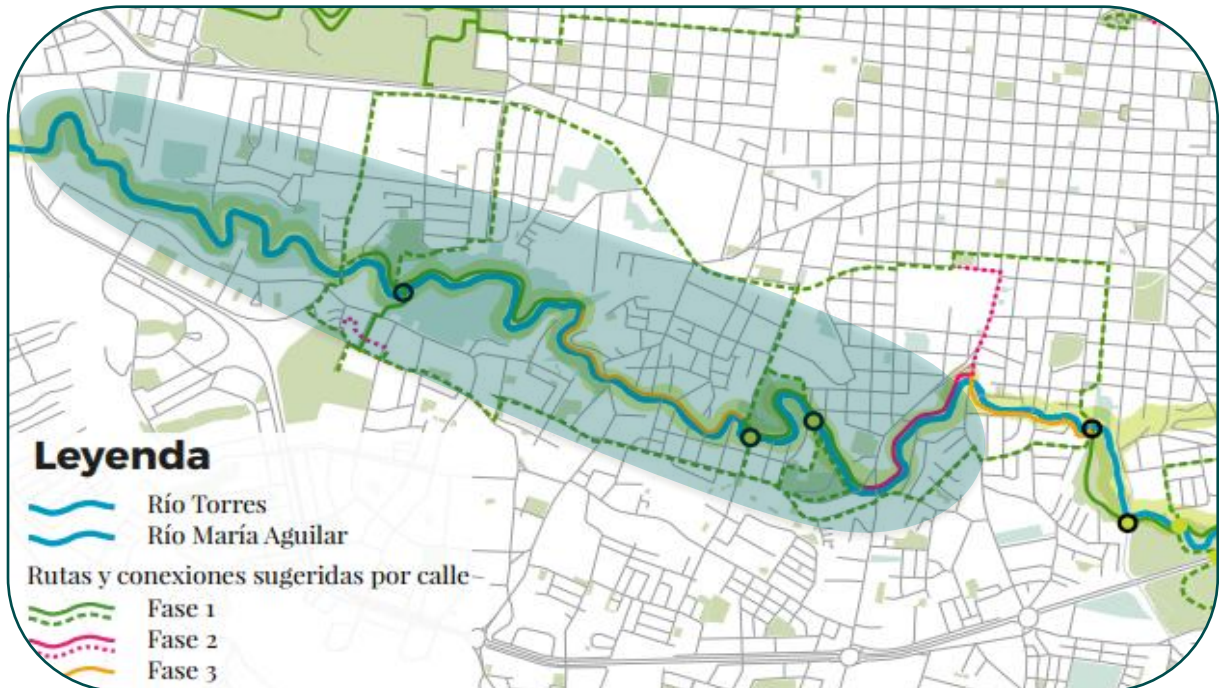 Leyenda
Río Torres
Río María Aguilar
Rutas y conexiones sugeridas por calle
Fase 1
Fase 2
Fase 3